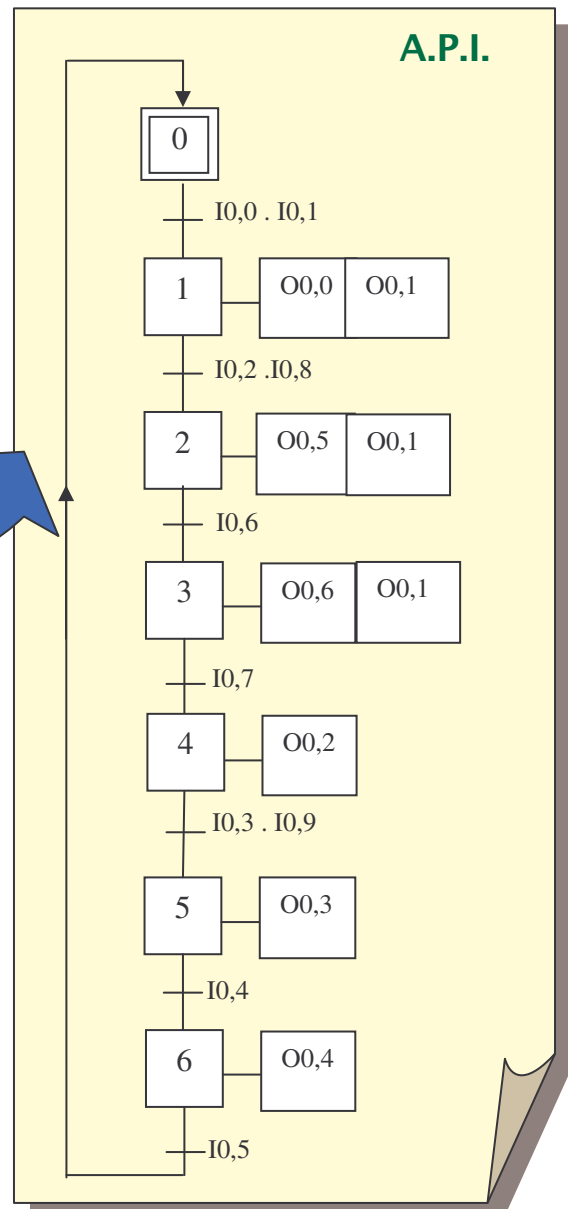 A.P.I.
0
I0,0 . I0,1
1 O0,0 O0,1
I0,2 .I0,8
2 O0,5 O0,1
I0,6
3 O0,6 O0,1
I0,7
4 O0,2
I0,3 . I0,9
5 O0,3
I0,4
6 O0,4
I0,5